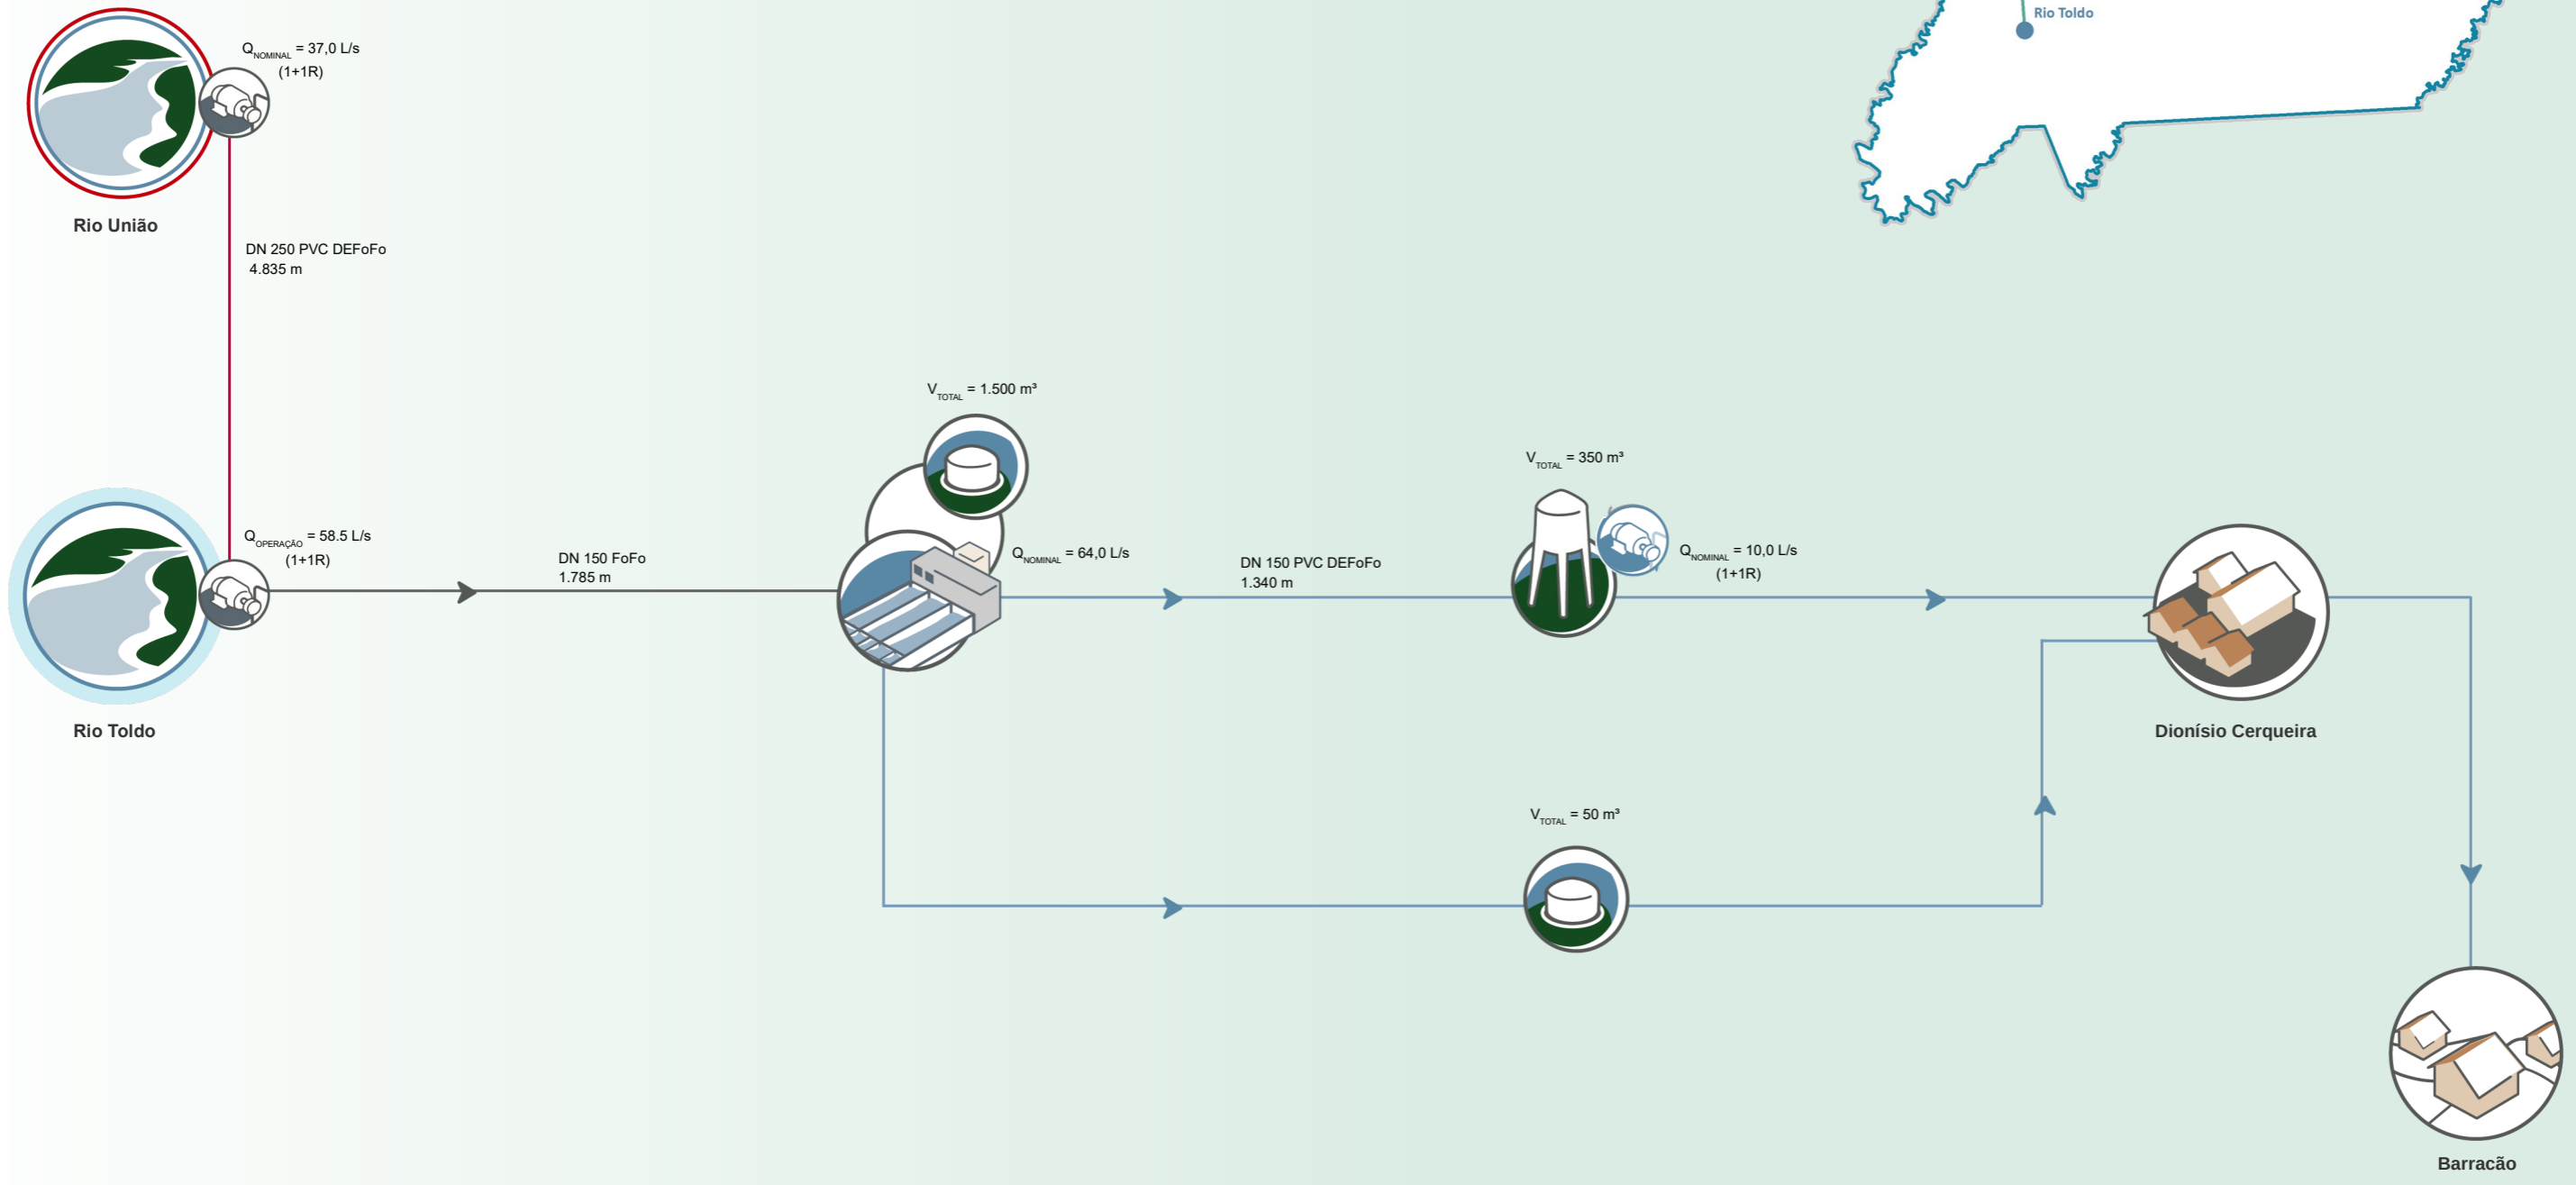 Rio Toldo
Q NOMINAL = 37,0 L/s
(1+1R)
Rio União
DN 250 PVC DEFoFo
4.835 m
V TOTAL = 1.500 m³
V TOTAL = 350 m³
Q OPERAÇÃO = 58.5 L/s
(1+1R)
DN 150 FoFo
1.785 m
Q NOMINAL = 64,0 L/s
DN 150 PVC DEFoFo
1.340 m
Q NOMINAL = 10,0 L/s
(1+1R)
Rio Toldo
Dionísio Cerqueira
V TOTAL = 50 m³
Barracão